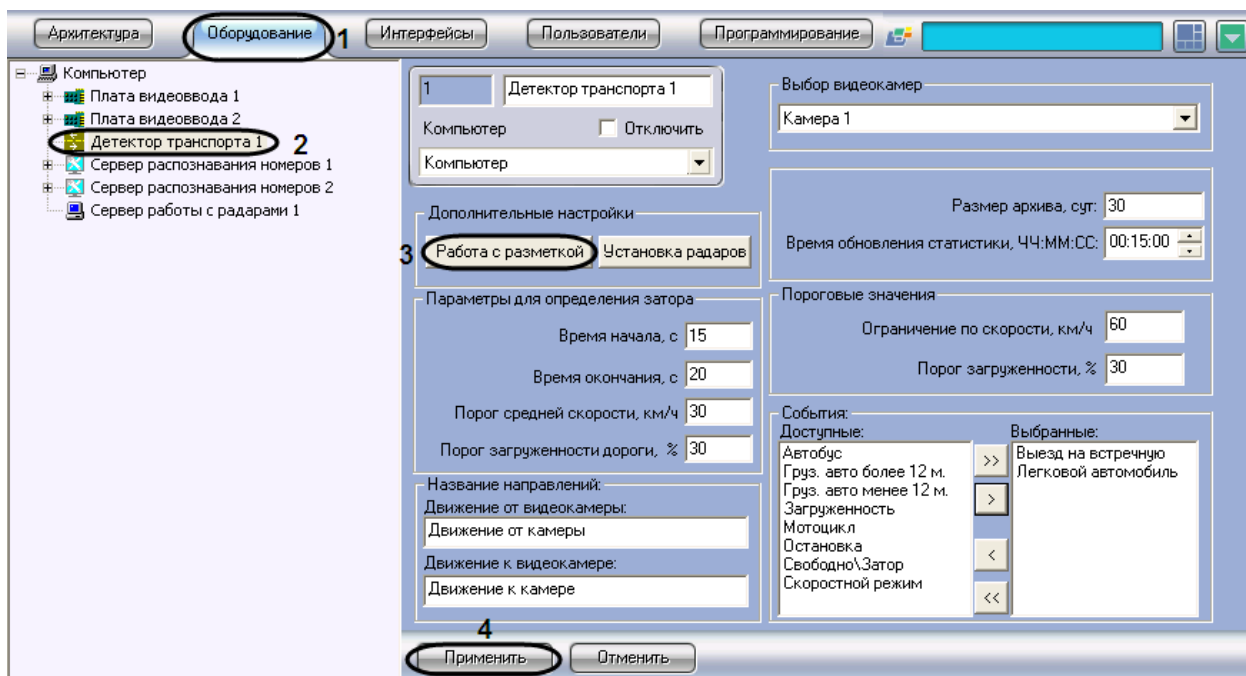 Архитектура
Оборудование
1
Интерфейсы
Пользователи
Программирование
Компьютер
Плата видеоввода 1
Плата видеоввода 2
Детектор транспорта 1
2
Сервер распознавания номеров 1
Сервер распознавания номеров 2
Сервер работы с радарами 1
1
Детектор транспорта 1
Компьютер
Отключить
Компьютер
Дополнительные настройки
3
Работа с разметкой
Установка радаров
Параметры для определения затора
Время начала, с 15
Время окончания, с 20
Порог средней скорости, км/ч 30
Порог загруженности дороги, % 30
Название направлений:
Движение от видеокамеры:
Движение от камеры
Движение к видеокамере:
Движение к камере
Выбор видеокамер
Камера 1
Размер архива, сут: 30
Время обновления статистики, ЧЧ:ММ:СС: 00:15:00
Пороговые значения
Ограничение по скорости, км/ч 60
Порог загруженности, % 30
События:
Доступные:
Автобус
Груз. авто более 12 м.
Груз. авто менее 12 м.
Загруженность
Мотоцикл
Остановка
Свободно\Затор
Скоростной режим
>>
>
<
<<
Выбранные:
Выезд на встречную
Легковой автомобиль
4
Применить
Отменить